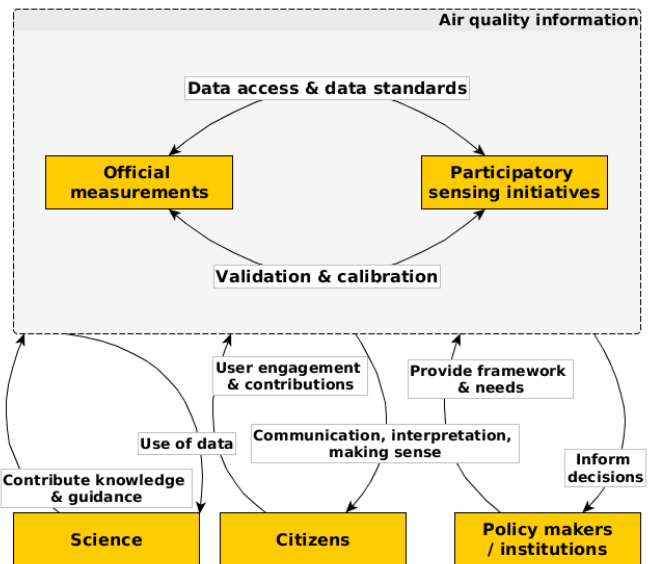 Air quality information
Data access & data standards
Official
measurements
Participatory
sensing initiatives
Validation & calibration
User engagement
& contributions
Provide framework
& needs
Use of data
Communication, interpretation,
making sense
Inform
decisions
Contribute knowledge
& guidance
Science
Citizens
Policy makers
/ institutions